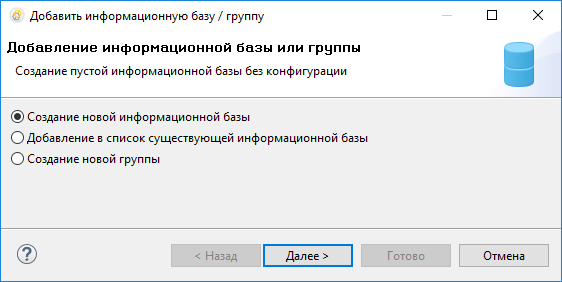 Добавить информационную базу / группу
Добавление информационной базы или группы
Создание пустой информационной базы без конфигурации
Создание новой информационной базы
Добавление в список существующей информационной базы
Создание новой группы
? < Назад Далее > Готово Отмена